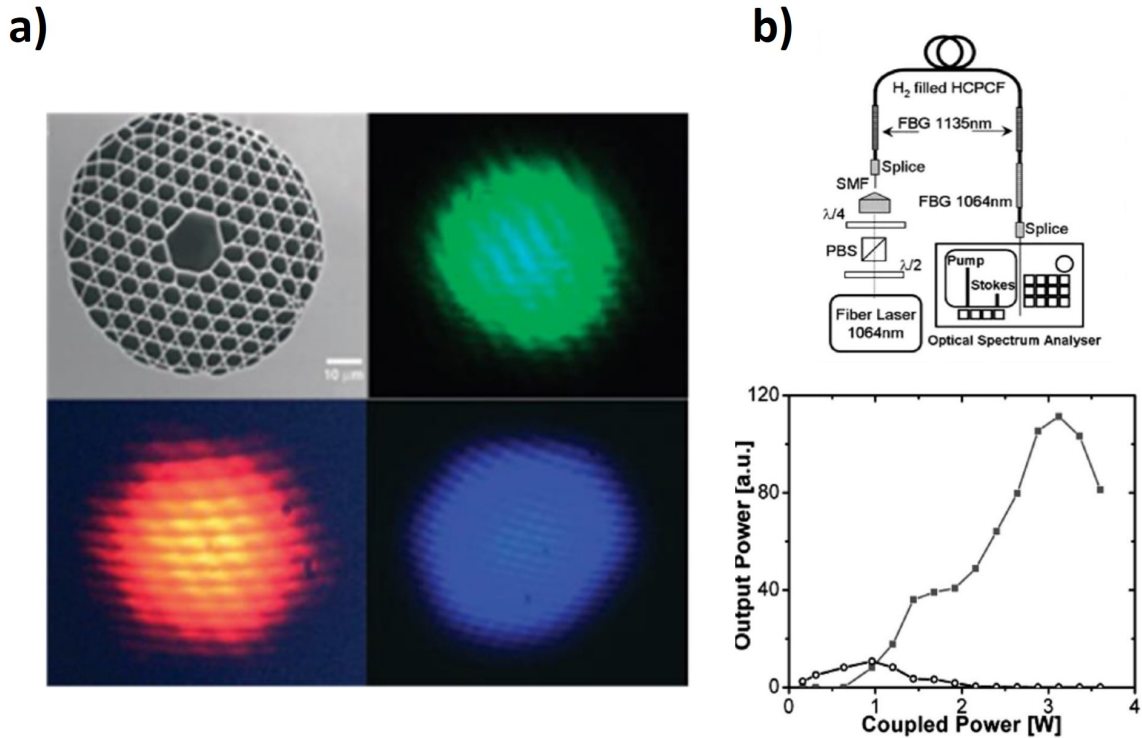 a)
10 μm
b)
H₂ filled HCPCF
FBG 1135nm
Splice
SMF
FBG 1064nm
λ/4
Splice
PBS
λ/2
Pump
Stokes
Fiber Laser
1064nm
Optical Spectrum Analyser
120
80
40
0
Output Power [a.u.]
0 1 2 3 4
Coupled Power [W]